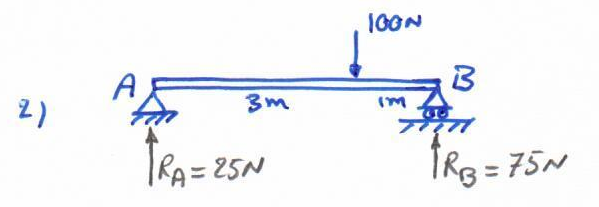 100N
A
B
3m
1m
2)
RA = 25N
RB = 75N